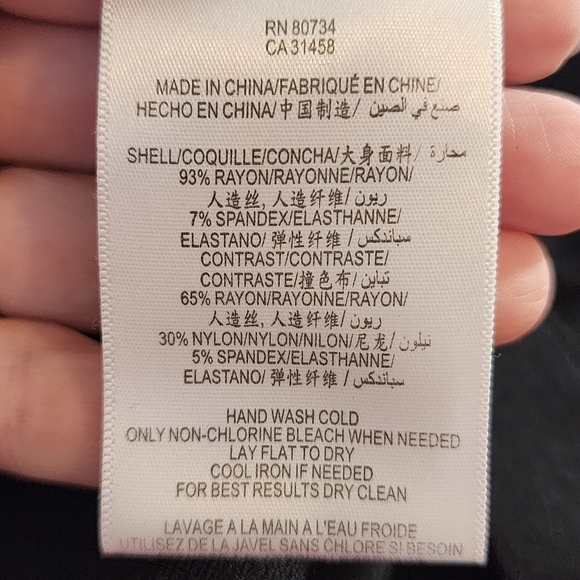 RN 80734
CA 31458
MADE IN CHINA/FABRIQUÉ EN CHINE/
HECHO EN CHINA/中国制造/ صنع في الصين
SHELL/COQUILLE/CONCHA/大身面料/ محارة
93% RAYON/RAYONNE/RAYON/
人造丝, 人造纤维/ ريون
7% SPANDEX/ELASTHANNE/
ELASTANO/ 弹性纤维 / سباندكس
CONTRAST/CONTRASTE/
CONTRASTE/撞色布/ تباين
65% RAYON/RAYONNE/RAYON/
人造丝, 人造纤维/ ريون
30% NYLON/NYLON/NILON/尼龙/ نيلون
5% SPANDEX/ELASTHANNE/
ELASTANO/ 弹性纤维 / سباندكس
HAND WASH COLD
ONLY NON-CHLORINE BLEACH WHEN NEEDED
LAY FLAT TO DRY
COOL IRON IF NEEDED
FOR BEST RESULTS DRY CLEAN
LAVAGE A LA MAIN A L'EAU FROIDE
UTILISEZ DE LA JAVEL SANS CHLORE SI BESOIN